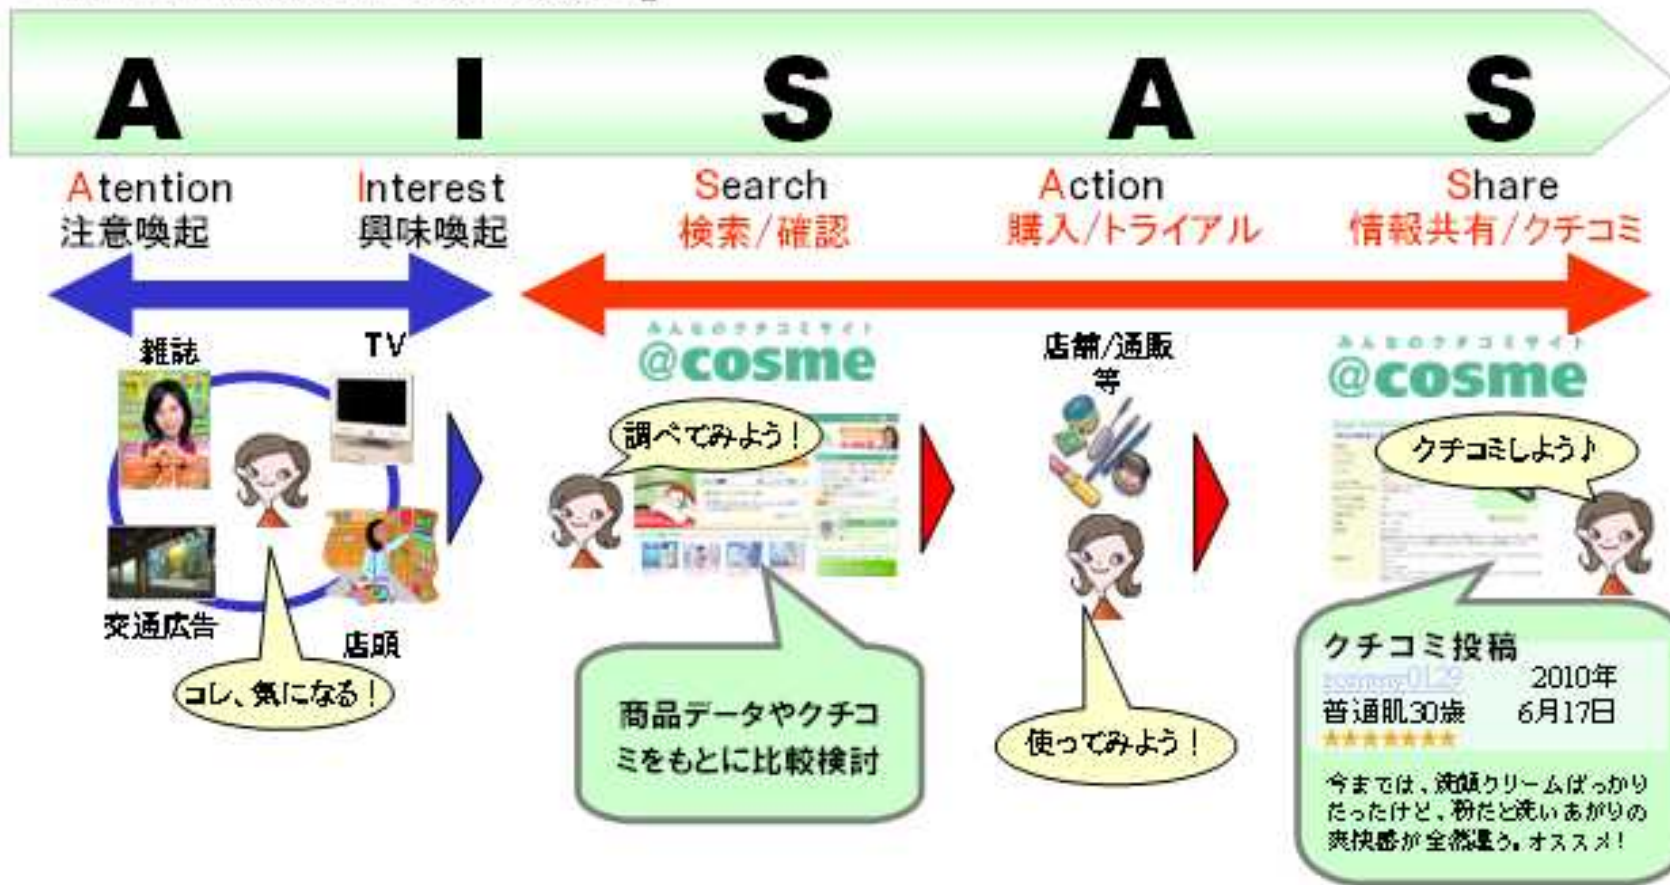 A I S A S
Atention
注意喚起
Interest
興味喚起
Search
検索/確認
Action
購入/トライアル
Share
情報共有/クチコミ
雑誌
TV
交通広告
店頭
コレ、気になる!
みんなのクチコミサイト
@cosme
調べてみよう!
商品データやクチコ
ミをもとに比較検討
店舗/通販
等
使ってみよう!
みんなのクチコミサイト
@cosme
クチコミしよう♪
クチコミ投稿
2010年
普通肌30歳 6月17日
★★★★★★★
今までは、洗顔クリームばっかり
だったけど、粉だと洗いあがりの
爽快感が全然違う。オススメ!